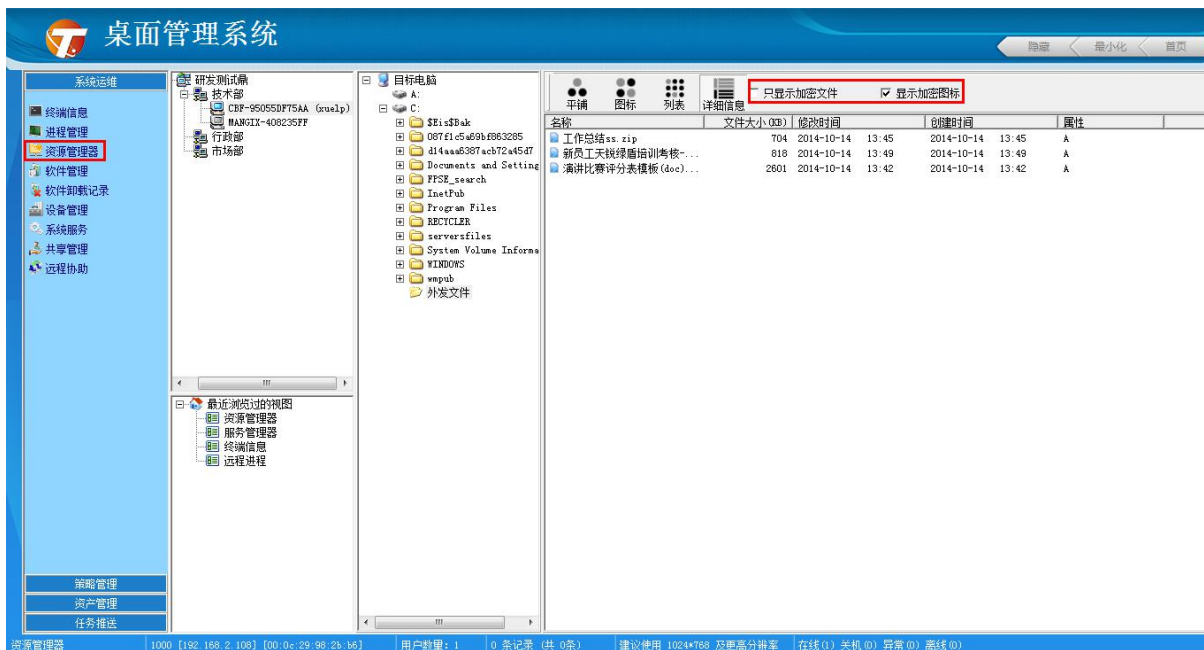 桌面管理系统
隐藏
最小化
首页
系统运维
终端信息
进程管理
资源管理器
软件管理
软件卸载记录
设备管理
系统服务
共享管理
远程协助
策略管理
资产管理
任务推送
研发测试鼎
技术部
CBF-95055DF75AA (xuelp)
WANGIX-408235FF
行政部
市场部
最近浏览过的视图
资源管理器
服务管理器
终端信息
远程进程
目标电脑
A:
C:
$Eis$Bak
087f1c5a69bf863285
d14aaa6387acb72a45d7
Documents and Setting
FPSE_search
InetPub
Program Files
RECYCLER
serversfiles
System Volume Informa
WINDOWS
wmpub
外发文件
平铺 图标 列表 详细信息 只显示加密文件 显示加密图标
名称 文件大小(KB) 修改时间 创建时间 属性
工作总结ss.zip 704 2014-10-14 13:45 2014-10-14 13:45 A
新员工天锐绿盾培训考核-... 818 2014-10-14 13:49 2014-10-14 13:49 A
演讲比赛评分表模板(doc)... 2601 2014-10-14 13:42 2014-10-14 13:42 A
资源管理器 1000 [192.168.2.108] [00:0c:29:98:2b:b6] 用户数量: 1 0 条记录 (共 0条) 建议使用 1024*768 及更高分辨率 在线(1) 关机(0) 异常(0) 离线(0)